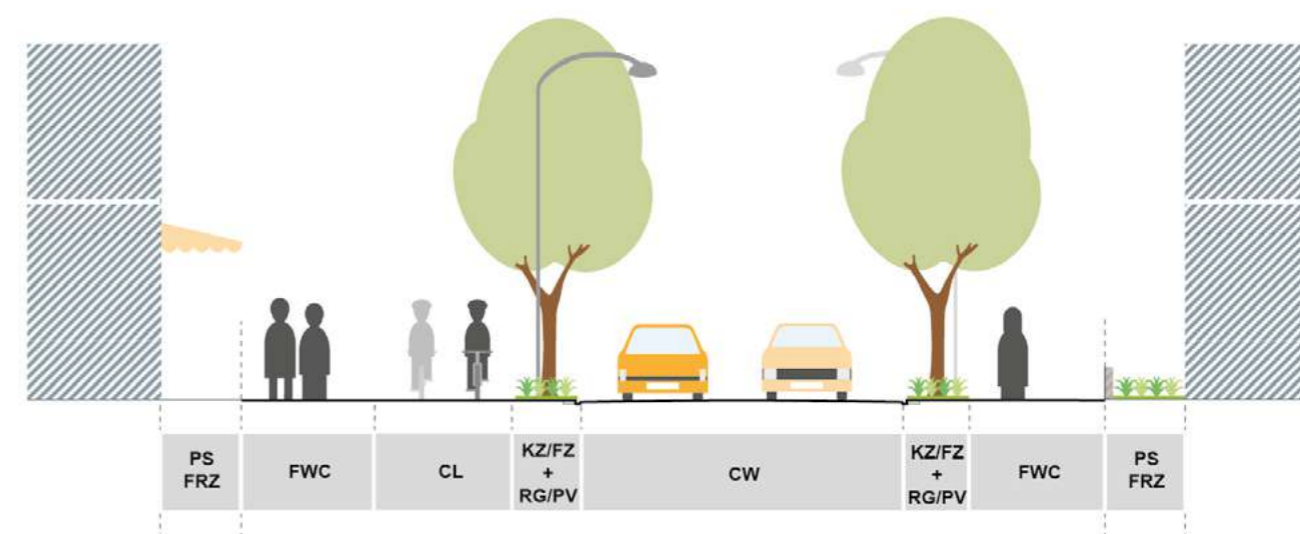 PS
FRZ
FWC
CL
KZ/FZ
+
RG/PV
CW
KZ/FZ
+
RG/PV
FWC
PS
FRZ